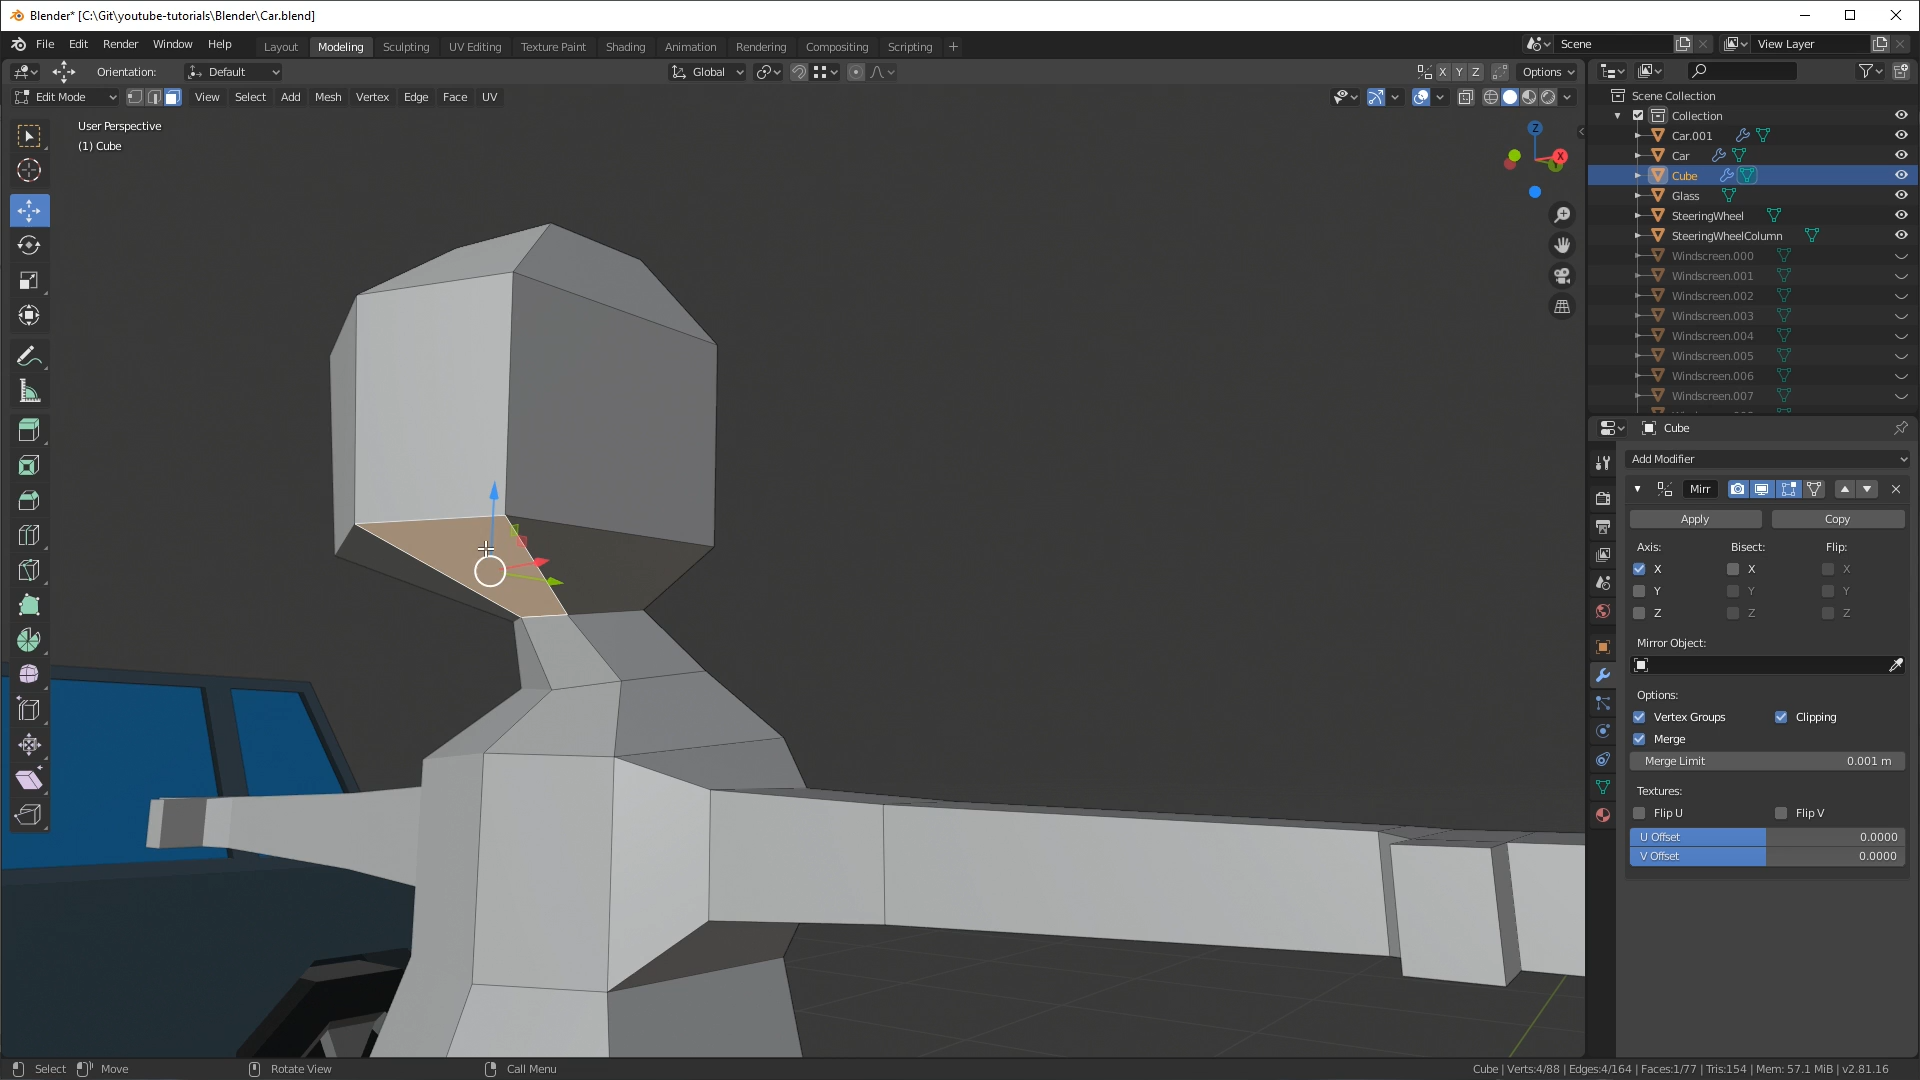 Blender* [C:\Git\youtube-tutorials\Blender\Car.blend]
File Edit Render Window Help Layout Modeling Sculpting UV Editing Texture Paint Shading Animation Rendering Compositing Scripting + Scene View Layer
Orientation: Default Global X Y Z Options
Edit Mode View Select Add Mesh Vertex Edge Face UV
User Perspective
(1) Cube
Z
X
Y
Scene Collection
Collection
Car.001
Car
Cube
Glass
SteeringWheel
SteeringWheelColumn
Windscreen.000
Windscreen.001
Windscreen.002
Windscreen.003
Windscreen.004
Windscreen.005
Windscreen.006
Windscreen.007
Cube
Add Modifier
Mirr
Apply Copy
Axis: Bisect: Flip:
X X X
Y Y Y
Z Z Z
Mirror Object:
Options:
Vertex Groups Clipping
Merge
Merge Limit 0.001 m
Textures:
Flip U Flip V
U Offset 0.0000
V Offset 0.0000
Select Move Rotate View Call Menu Cube | Verts:4/88 | Edges:4/164 | Faces:1/77 | Tris:154 | Mem: 57.1 MiB | v2.81.16